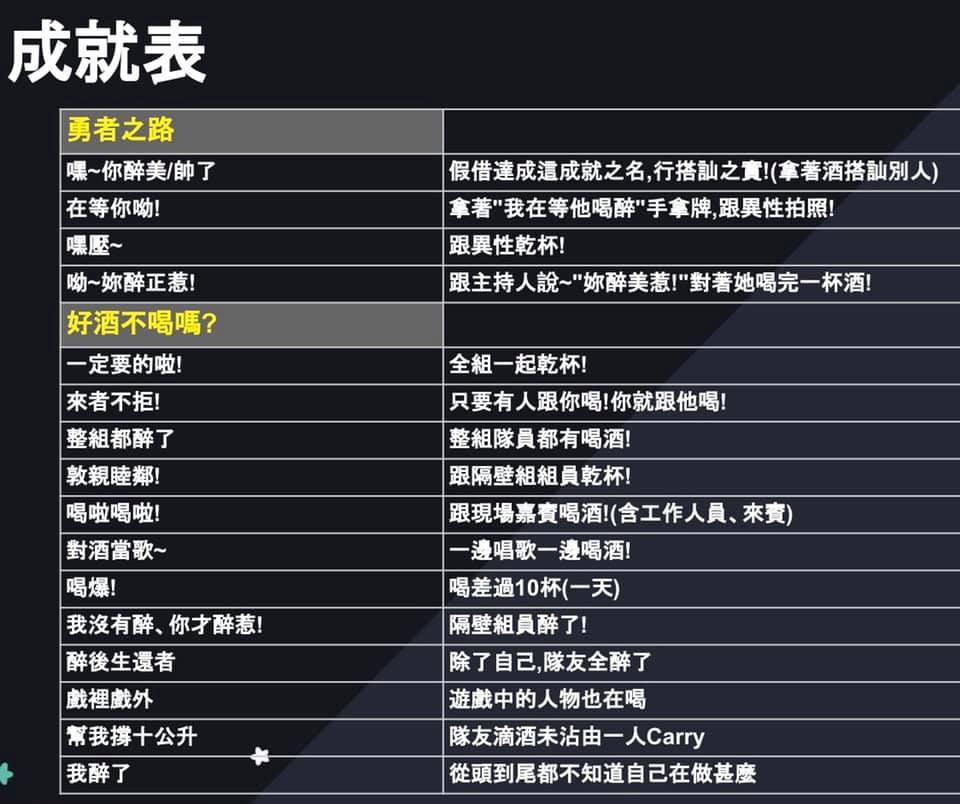 成就表
勇者之路
嘿~你醉美/帥了 假借達成這成就之名,行搭訕之實!(拿著酒搭訕別人)
在等你呦! 拿著"我在等他喝醉"手拿牌,跟異性拍照!
嘿壓~ 跟異性乾杯!
呦~妳醉正惹! 跟主持人說~"妳醉美惹!"對著她喝完一杯酒!
好酒不喝嗎?
一定要的啦! 全組一起乾杯!
來者不拒! 只要有人跟你喝!你就跟他喝!
整組都醉了 整組隊員都有喝酒!
敦親睦鄰! 跟隔壁組組員乾杯!
喝啦喝啦! 跟現場嘉賓喝酒!(含工作人員、來賓)
對酒當歌~ 一邊唱歌一邊喝酒!
喝爆! 喝差過10杯(一天)
我沒有醉、你才醉惹! 隔壁組員醉了!
醉後生還者 除了自己,隊友全醉了
戲裡戲外 遊戲中的人物也在喝
幫我撐十公升 隊友滴酒未沾由一人Carry
我醉了 從頭到尾都不知道自己在做甚麼